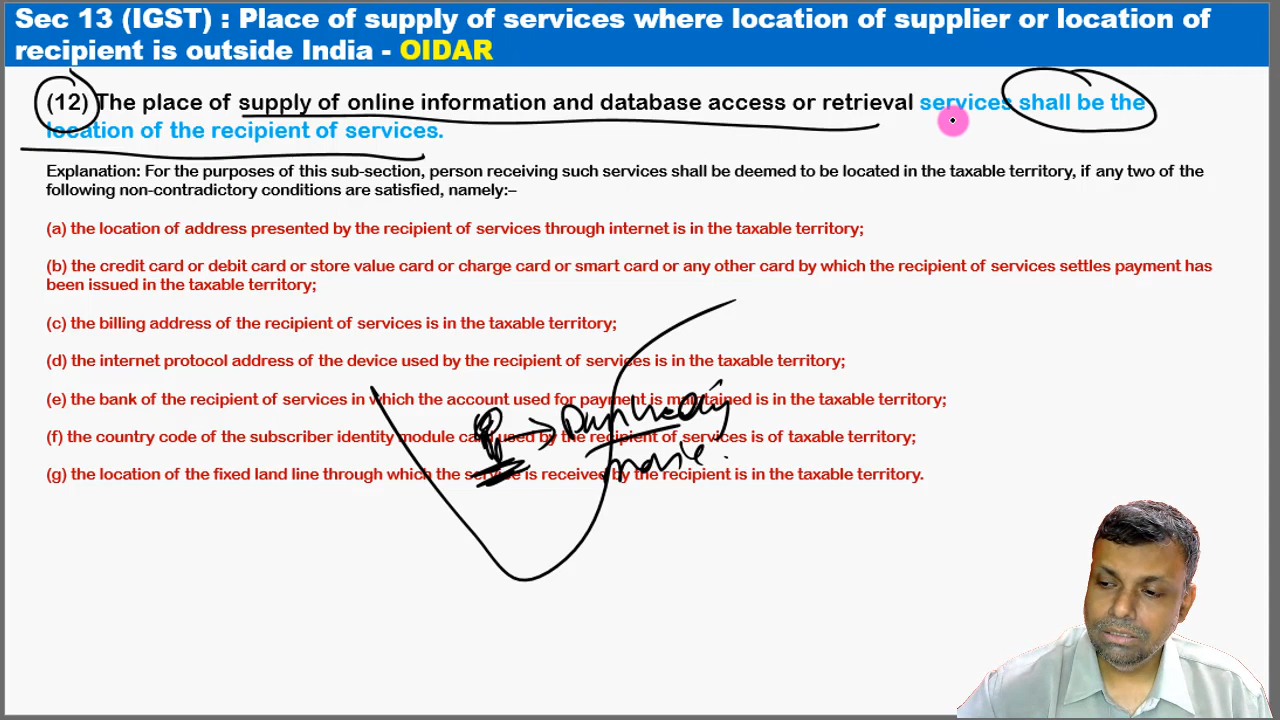 Sec 13 (IGST) : Place of supply of services where location of supplier or location of
recipient is outside India - OIDAR
(12) The place of supply of online information and database access or retrieval services shall be the
location of the recipient of services.
Explanation: For the purposes of this sub-section, person receiving such services shall be deemed to be located in the taxable territory, if any two of the
following non-contradictory conditions are satisfied, namely:–
(a) the location of address presented by the recipient of services through internet is in the taxable territory;
(b) the credit card or debit card or store value card or charge card or smart card or any other card by which the recipient of services settles payment has
been issued in the taxable territory;
(c) the billing address of the recipient of services is in the taxable territory;
(d) the internet protocol address of the device used by the recipient of services is in the taxable territory;
(e) the bank of the recipient of services in which the account used for payment is maintained is in the taxable territory;
(f) the country code of the subscriber identity module card used by the recipient of services is of taxable territory;
(g) the location of the fixed land line through which the service is received by the recipient is in the taxable territory.